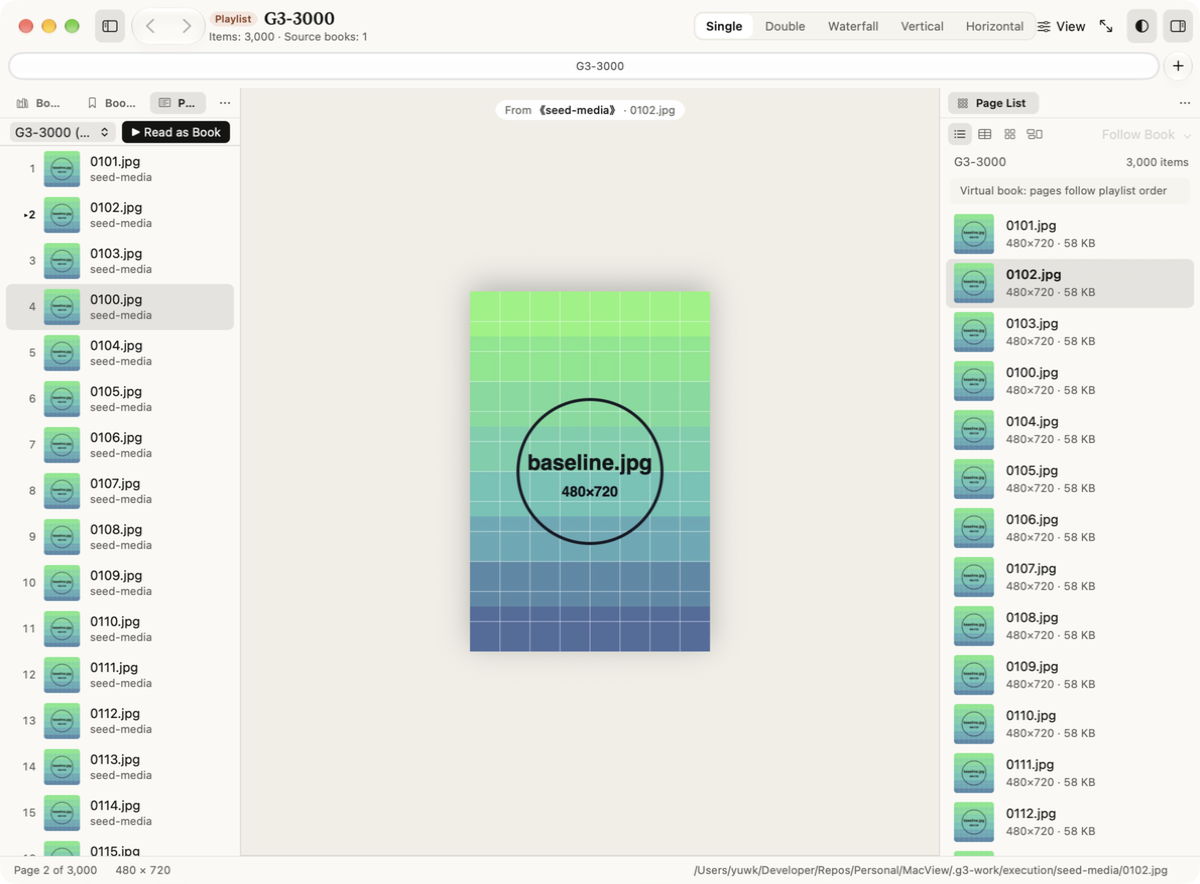 Playlist G3-3000
Items: 3,000 · Source books: 1
Single Double Waterfall Vertical Horizontal View
G3-3000
Bo... Boo... P... ...
G3-3000 (... Read as Book
1 0101.jpg
seed-media
2 0102.jpg
seed-media
3 0103.jpg
seed-media
4 0100.jpg
seed-media
5 0104.jpg
seed-media
6 0105.jpg
seed-media
7 0106.jpg
seed-media
8 0107.jpg
seed-media
9 0108.jpg
seed-media
10 0109.jpg
seed-media
11 0110.jpg
seed-media
12 0111.jpg
seed-media
13 0112.jpg
seed-media
14 0113.jpg
seed-media
15 0114.jpg
seed-media
0115.jpg
From 《seed-media》 · 0102.jpg
baseline.jpg
480×720
Page List ...
Follow Book
G3-3000 3,000 items
Virtual book: pages follow playlist order
0101.jpg
480×720 · 58 KB
0102.jpg
480×720 · 58 KB
0103.jpg
480×720 · 58 KB
0100.jpg
480×720 · 58 KB
0104.jpg
480×720 · 58 KB
0105.jpg
480×720 · 58 KB
0106.jpg
480×720 · 58 KB
0107.jpg
480×720 · 58 KB
0108.jpg
480×720 · 58 KB
0109.jpg
480×720 · 58 KB
0110.jpg
480×720 · 58 KB
0111.jpg
480×720 · 58 KB
0112.jpg
480×720 · 58 KB
Page 2 of 3,000 480 × 720
/Users/yuwk/Developer/Repos/Personal/MacView/.g3-work/execution/seed-media/0102.jpg